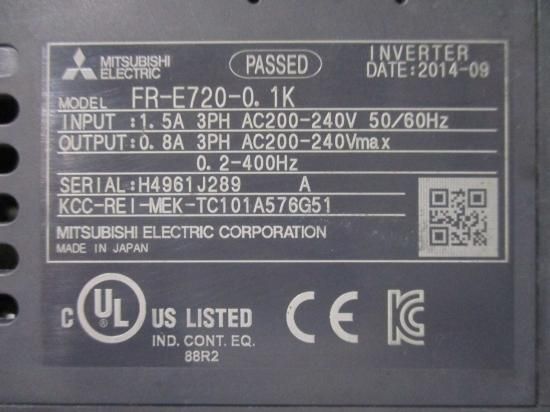 MITSUBISHI ELECTRIC
PASSED
INVERTER
DATE:2014-09
MODEL FR-E720-0.1K
INPUT :1.5A 3PH AC200-240V 50/60Hz
OUTPUT:0.8A 3PH AC200-240Vmax
0.2-400Hz
SERIAL:H4961J289 A
KCC-REI-MEK-TC101A576G51
MITSUBISHI ELECTRIC CORPORATION
MADE IN JAPAN
C UL US LISTED
IND. CONT. EQ.
88R2
CE